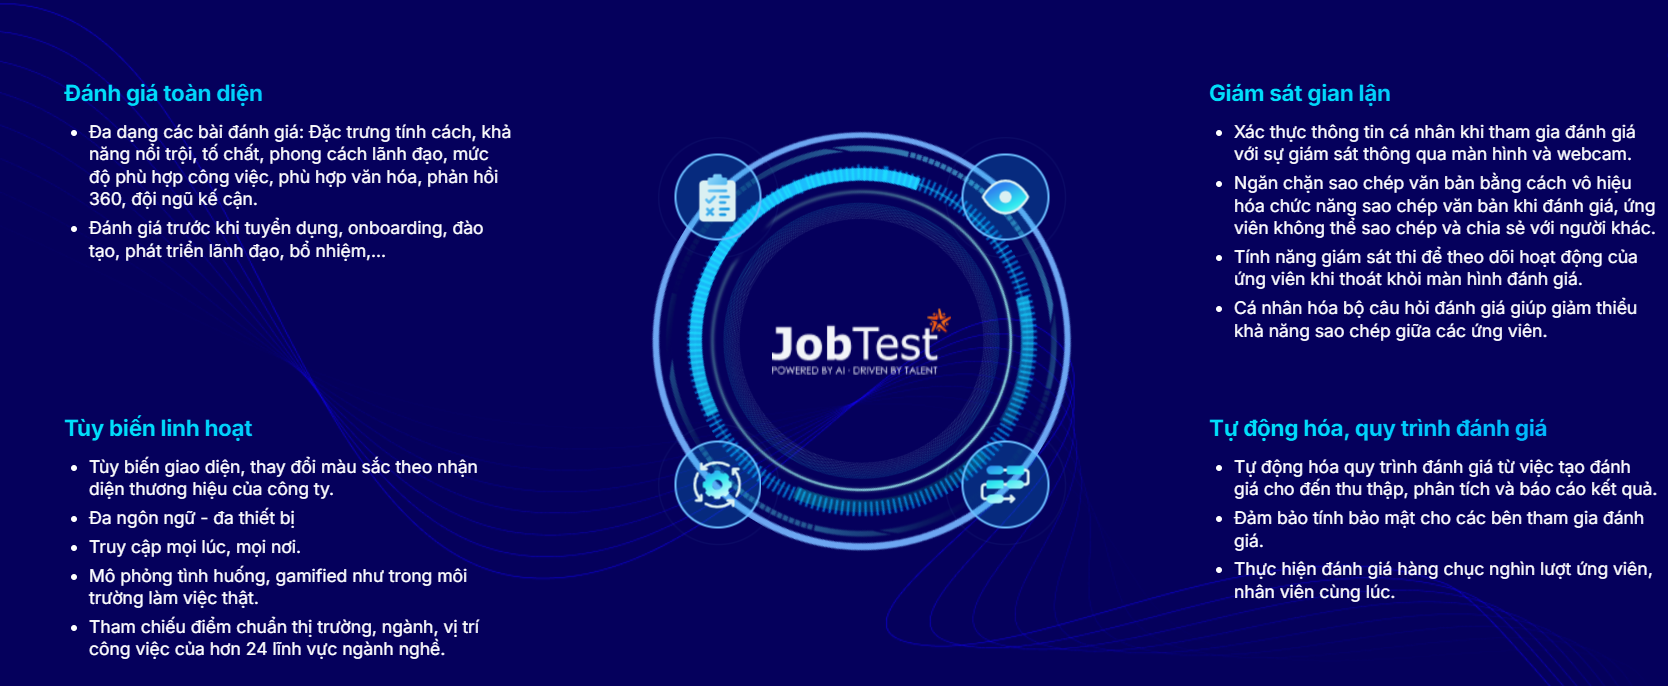 Đánh giá toàn diện
Đa dạng các bài đánh giá: Đặc trưng tính cách, khả
năng nổi trội, tố chất, phong cách lãnh đạo, mức
độ phù hợp công việc, phù hợp văn hóa, phản hồi
360, đội ngũ kế cận.
Đánh giá trước khi tuyển dụng, onboarding, đào
tạo, phát triển lãnh đạo, bổ nhiệm,...
Tùy biến linh hoạt
Tùy biến giao diện, thay đổi màu sắc theo nhận
diện thương hiệu của công ty.
Đa ngôn ngữ - đa thiết bị
Truy cập mọi lúc, mọi nơi.
Mô phỏng tình huống, gamified như trong môi
trường làm việc thật.
Tham chiếu điểm chuẩn thị trường, ngành, vị trí
công việc của hơn 24 lĩnh vực ngành nghề.
JobTest
POWERED BY AI · DRIVEN BY TALENT
Giám sát gian lận
Xác thực thông tin cá nhân khi tham gia đánh giá
với sự giám sát thông qua màn hình và webcam.
Ngăn chặn sao chép văn bản bằng cách vô hiệu
hóa chức năng sao chép văn bản khi đánh giá, ứng
viên không thể sao chép và chia sẻ với người khác.
Tính năng giám sát thi để theo dõi hoạt động của
ứng viên khi thoát khỏi màn hình đánh giá.
Cá nhân hóa bộ câu hỏi đánh giá giúp giảm thiểu
khả năng sao chép giữa các ứng viên.
Tự động hóa, quy trình đánh giá
Tự động hóa quy trình đánh giá từ việc tạo đánh
giá cho đến thu thập, phân tích và báo cáo kết quả.
Đảm bảo tính bảo mật cho các bên tham gia đánh
giá.
Thực hiện đánh giá hàng chục nghìn lượt ứng viên,
nhân viên cùng lúc.